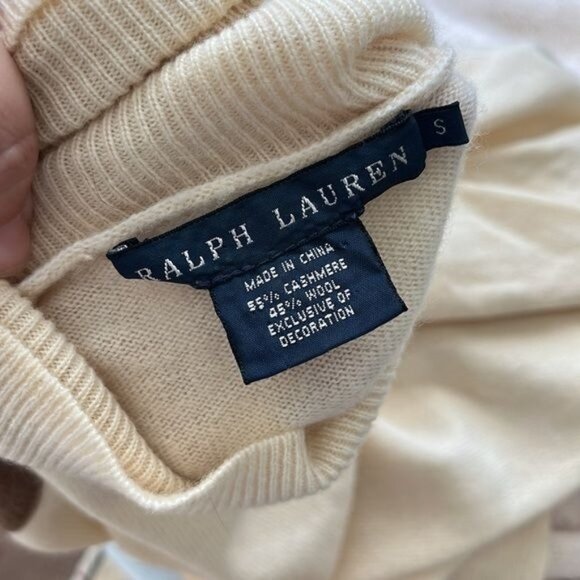 RALPH LAUREN
S
MADE IN CHINA
55% CASHMERE
45% WOOL
EXCLUSIVE OF
DECORATION